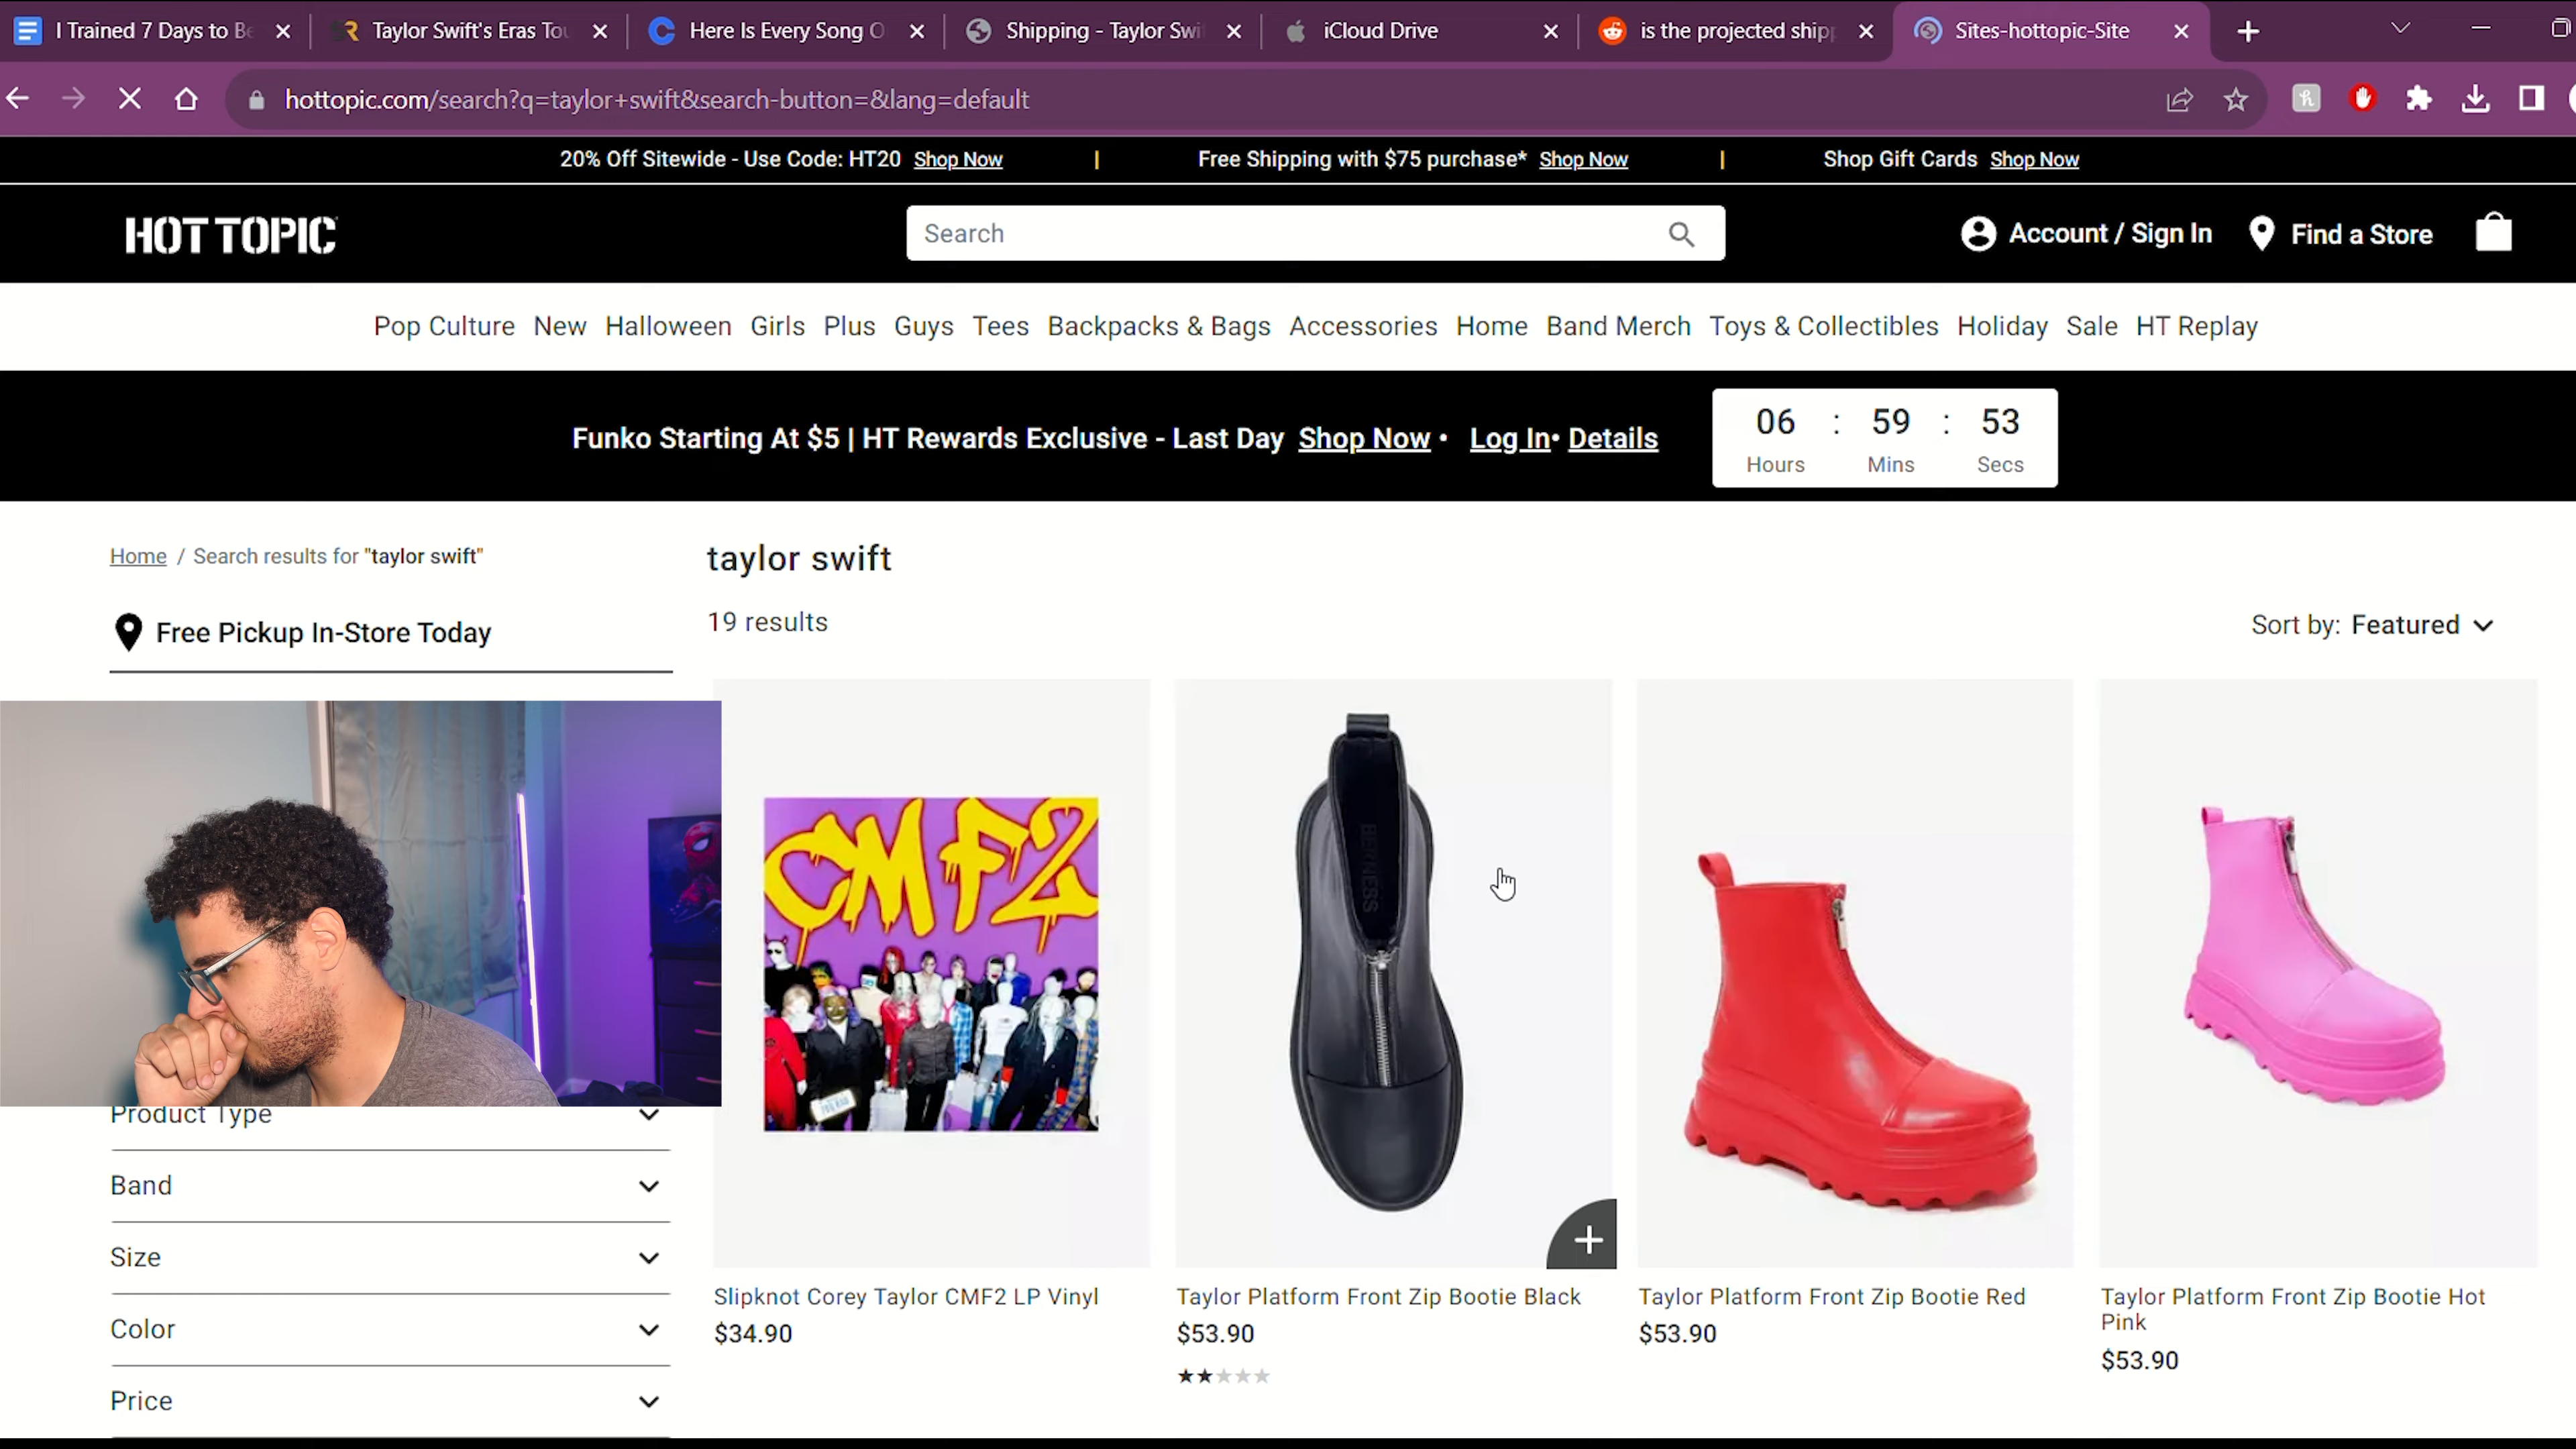 I Trained 7 Days to Be
Taylor Swift's Eras Tou
Here Is Every Song O
Shipping - Taylor Swi
iCloud Drive
is the projected shipp
Sites-hottopic-Site
hottopic.com/search?q=taylor+swift&search-button=&lang=default
20% Off Sitewide - Use Code: HT20 Shop Now | Free Shipping with $75 purchase* Shop Now | Shop Gift Cards Shop Now
HOT TOPIC
Search
Account / Sign In
Find a Store
Pop Culture New Halloween Girls Plus Guys Tees Backpacks & Bags Accessories Home Band Merch Toys & Collectibles Holiday Sale HT Replay
Funko Starting At $5 | HT Rewards Exclusive - Last Day Shop Now • Log In• Details
06 : 59 : 53
Hours Mins Secs
Home / Search results for "taylor swift"
taylor swift
19 results
Free Pickup In-Store Today
Sort by: Featured
CMF2
BERNESS
Product Type
Band
Size
Color
Price
Slipknot Corey Taylor CMF2 LP Vinyl
$34.90
Taylor Platform Front Zip Bootie Black
$53.90
Taylor Platform Front Zip Bootie Red
$53.90
Taylor Platform Front Zip Bootie Hot
Pink
$53.90